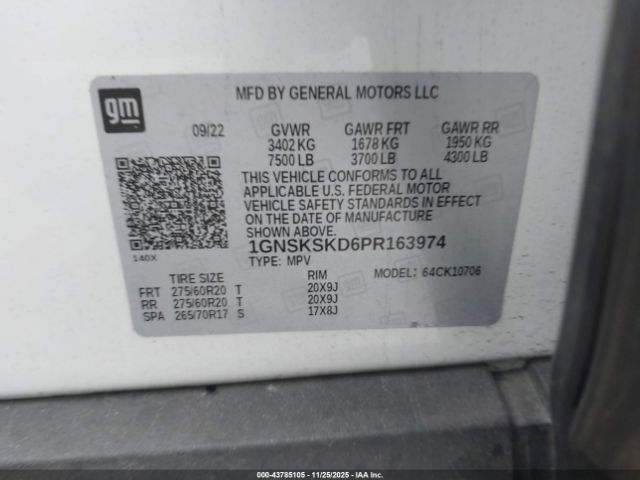 gm
MFD BY GENERAL MOTORS LLC
09/22 GVWR GAWR FRT GAWR RR
3402 KG 1678 KG 1950 KG
7500 LB 3700 LB 4300 LB
THIS VEHICLE CONFORMS TO ALL
APPLICABLE U.S. FEDERAL MOTOR
VEHICLE SAFETY STANDARDS IN EFFECT
ON THE DATE OF MANUFACTURE
SHOWN ABOVE.
1GNSKSKD6PR163974
140X
TYPE: MPV MODEL: 64CK10706
TIRE SIZE RIM
FRT 275/60R20 T 20X9J
RR 275/60R20 T 20X9J
SPA 265/70R17 S 17X8J
000-43785105 - 11/25/2025 - IAA Inc.